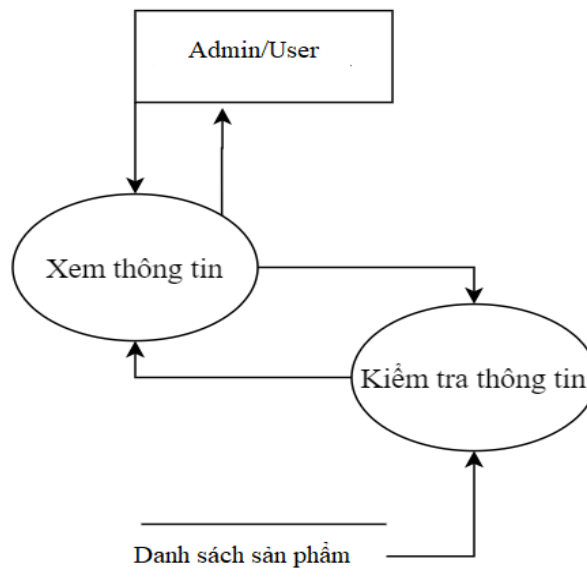 Admin/User
Xem thông tin
Kiểm tra thông tin
Danh sách sản phẩm